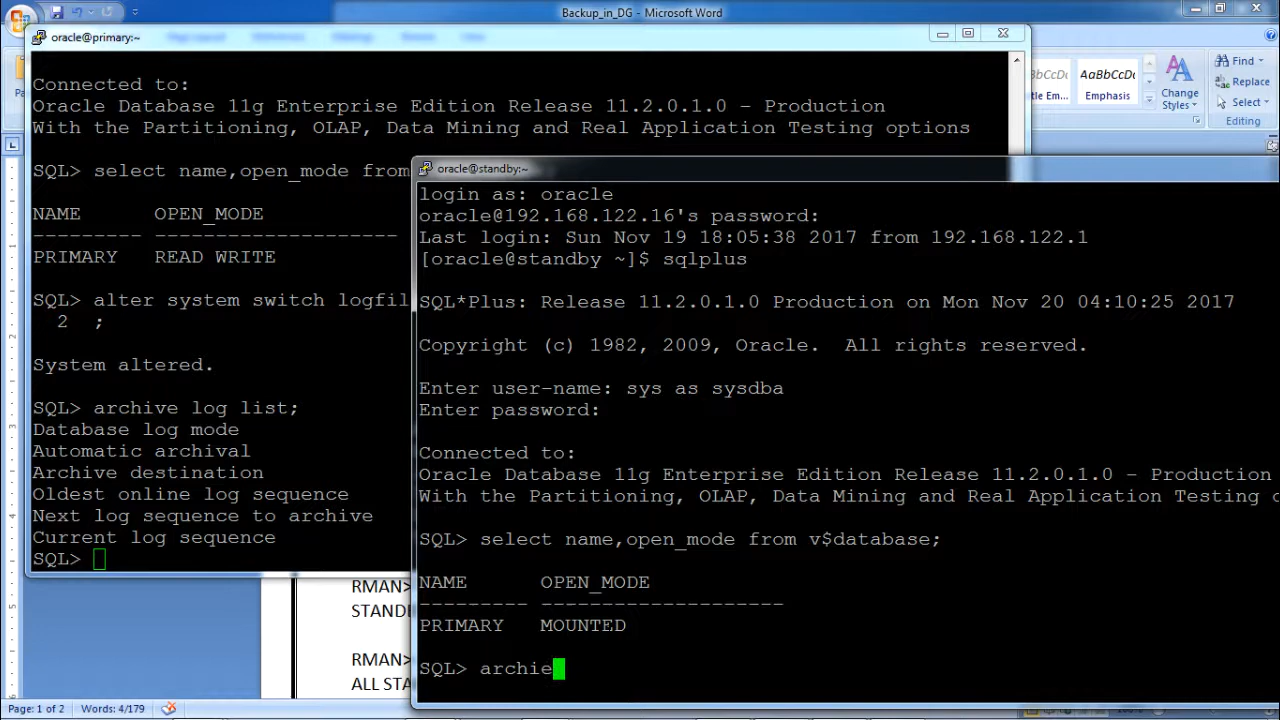 Backup_in_DG - Microsoft Word
oracle@primary:~
Connected to:
Oracle Database 11g Enterprise Edition Release 11.2.0.1.0 - Production
With the Partitioning, OLAP, Data Mining and Real Application Testing options
SQL> select name,open_mode from
NAME OPEN_MODE
--------- --------------------
PRIMARY READ WRITE
SQL> alter system switch logfil
2 ;
System altered.
SQL> archive log list;
Database log mode
Automatic archival
Archive destination
Oldest online log sequence
Next log sequence to archive
Current log sequence
SQL>
oracle@standby:~
login as: oracle
oracle@192.168.122.16's password:
Last login: Sun Nov 19 18:05:38 2017 from 192.168.122.1
[oracle@standby ~]$ sqlplus
SQL*Plus: Release 11.2.0.1.0 Production on Mon Nov 20 04:10:25 2017
Copyright (c) 1982, 2009, Oracle. All rights reserved.
Enter user-name: sys as sysdba
Enter password:
Connected to:
Oracle Database 11g Enterprise Edition Release 11.2.0.1.0 - Production
With the Partitioning, OLAP, Data Mining and Real Application Testing
SQL> select name,open_mode from v$database;
NAME OPEN_MODE
--------- --------------------
PRIMARY MOUNTED
SQL> archie
AaBbCcDc
tle Em...
Emphasis
Change
Styles
Find
Replace
Select
Editing
RMAN>
STANDE
RMAN>
ALL STA
Page: 1 of 2
Words: 4/179